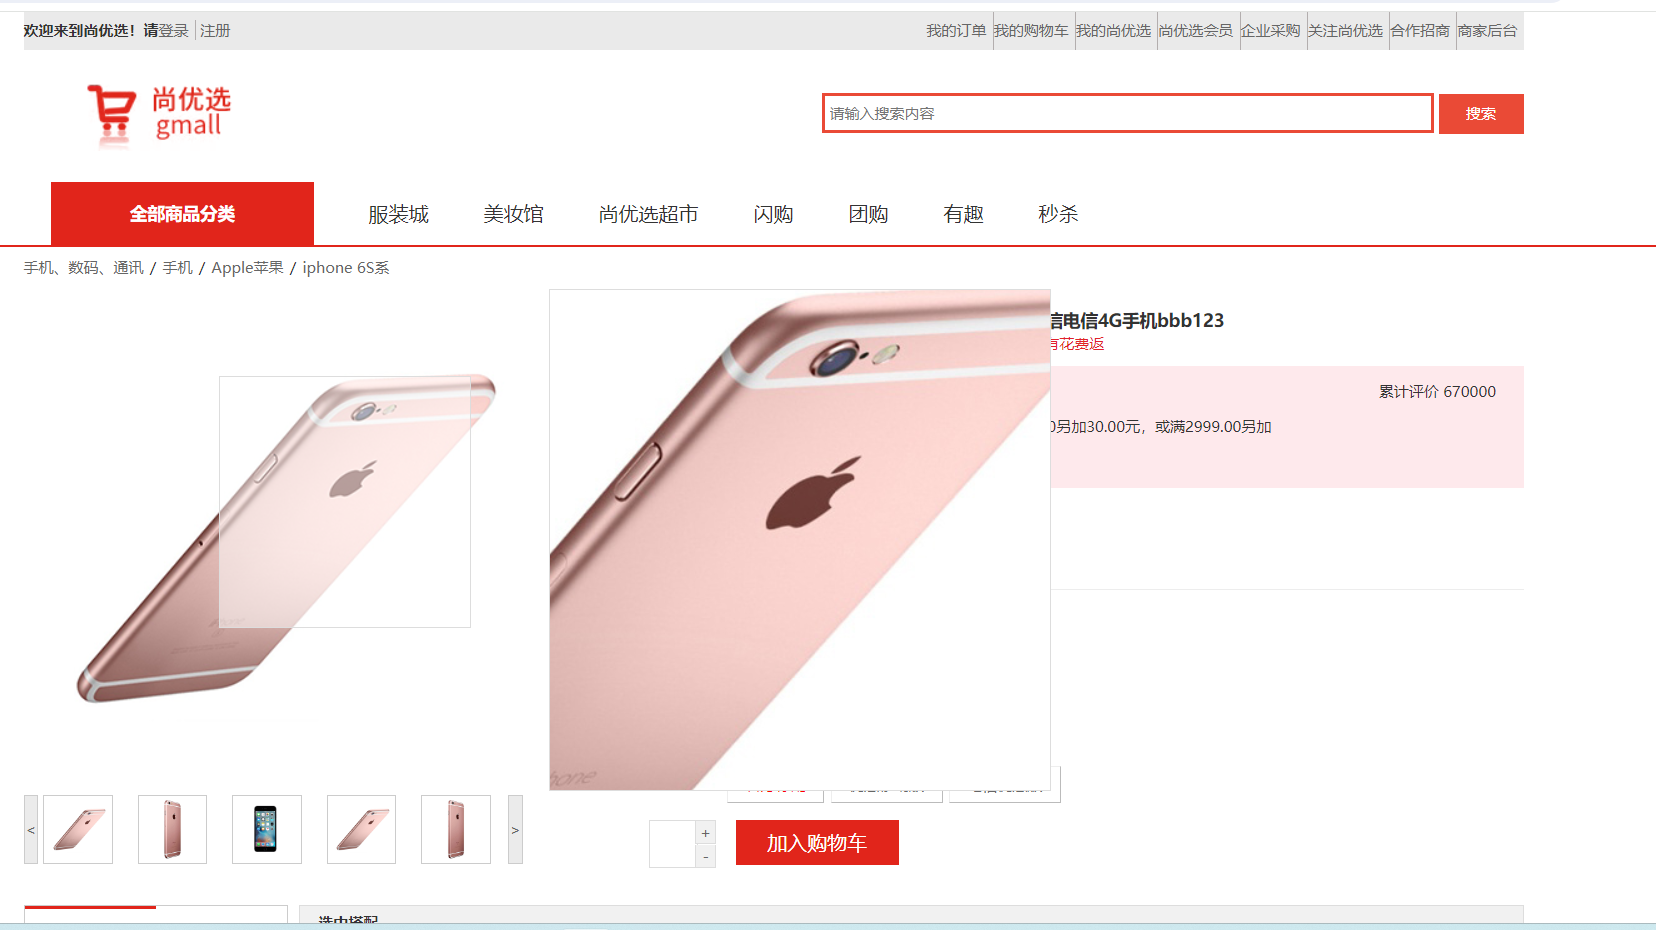 欢迎来到尚优选！请登录 注册
我的订单 我的购物车 我的尚优选 尚优选会员 企业采购 关注尚优选 合作招商 商家后台
尚优选
gmall
请输入搜索内容
搜索
全部商品分类 服装城 美妆馆 尚优选超市 闪购 团购 有趣 秒杀
手机、数码、通讯 / 手机 / Apple苹果 / iphone 6S系
信电信4G手机bbb123
有花费返
累计评价 670000
0另加30.00元，或满2999.00另加
<
>
+
-
加入购物车
选中搭配